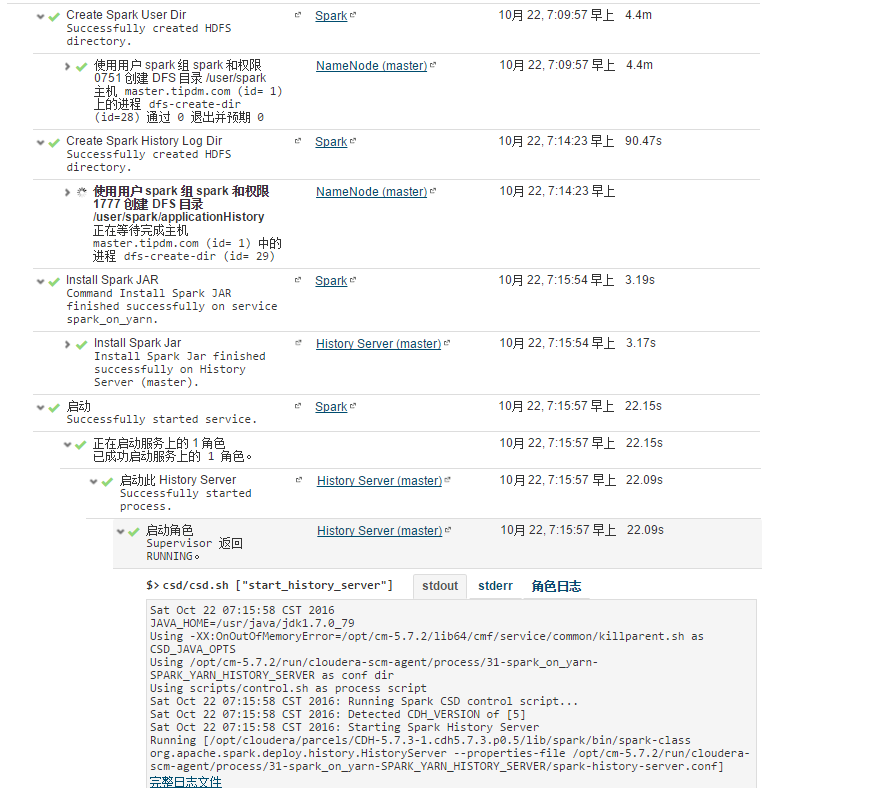 Create Spark User Dir Spark 10月 22, 7:09:57 早上 4.4m
Successfully created HDFS
directory.
使用用户 spark 组 spark 和权限 NameNode (master) 10月 22, 7:09:57 早上 4.4m
0751 创建 DFS 目录 /user/spark
主机 master.tipdm.com (id= 1)
上的进程 dfs-create-dir
(id=28) 通过 0 退出并预期 0
Create Spark History Log Dir Spark 10月 22, 7:14:23 早上 90.47s
Successfully created HDFS
directory.
使用用户 spark 组 spark 和权限 NameNode (master) 10月 22, 7:14:23 早上
1777 创建 DFS 目录
/user/spark/applicationHistory
正在等待完成主机
master.tipdm.com (id= 1) 中的
进程 dfs-create-dir (id= 29)
Install Spark JAR Spark 10月 22, 7:15:54 早上 3.19s
Command Install Spark JAR
finished successfully on service
spark_on_yarn.
Install Spark Jar History Server (master) 10月 22, 7:15:54 早上 3.17s
Install Spark Jar finished
successfully on History
Server (master).
启动 Spark 10月 22, 7:15:57 早上 22.15s
Successfully started service.
正在启动服务上的 1 角色 10月 22, 7:15:57 早上 22.15s
已成功启动服务上的 1 角色。
启动此 History Server History Server (master) 10月 22, 7:15:57 早上 22.09s
Successfully started
process.
启动角色 History Server (master) 10月 22, 7:15:57 早上 22.09s
Supervisor 返回
RUNNING。
$> csd/csd.sh ["start_history_server"] stdout stderr 角色日志
Sat Oct 22 07:15:58 CST 2016
JAVA_HOME=/usr/java/jdk1.7.0_79
Using -XX:OnOutOfMemoryError=/opt/cm-5.7.2/lib64/cmf/service/common/killparent.sh as
CSD_JAVA_OPTS
Using /opt/cm-5.7.2/run/cloudera-scm-agent/process/31-spark_on_yarn-
SPARK_YARN_HISTORY_SERVER as conf dir
Using scripts/control.sh as process script
Sat Oct 22 07:15:58 CST 2016: Running Spark CSD control script...
Sat Oct 22 07:15:58 CST 2016: Detected CDH_VERSION of [5]
Sat Oct 22 07:15:58 CST 2016: Starting Spark History Server
Running [/opt/cloudera/parcels/CDH-5.7.3-1.cdh5.7.3.p0.5/lib/spark/bin/spark-class
org.apache.spark.deploy.history.HistoryServer --properties-file /opt/cm-5.7.2/run/cloudera-
scm-agent/process/31-spark_on_yarn-SPARK_YARN_HISTORY_SERVER/spark-history-server.conf]
完整日志文件